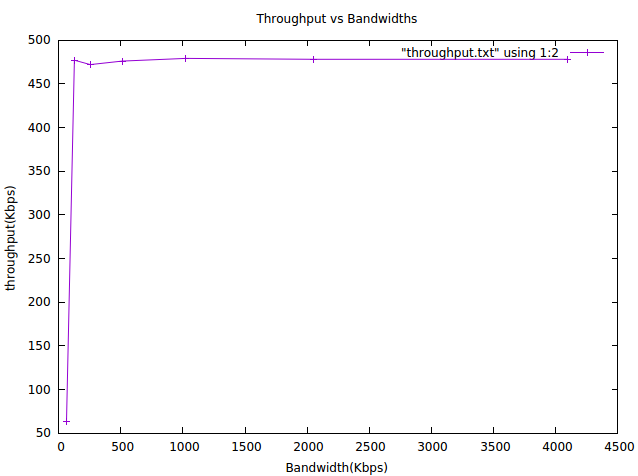 Throughput vs Bandwidths
"throughput.txt" using 1:2
throughput(Kbps)
500
450
400
350
300
250
200
150
100
50
0 500 1000 1500 2000 2500 3000 3500 4000 4500
Bandwidth(Kbps)